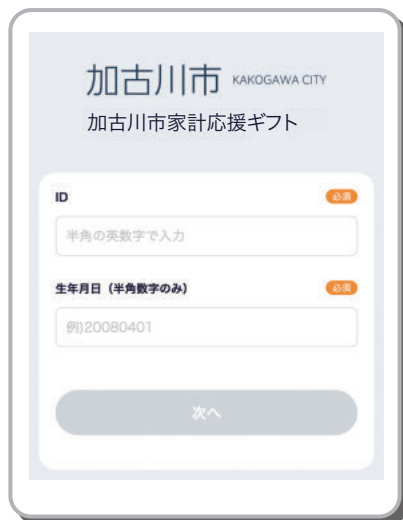 加古川市 KAKOGAWA CITY
加古川市家計応援ギフト
ID 必須
半角の英数字で入力
生年月日（半角数字のみ） 必須
例)20080401
次へ